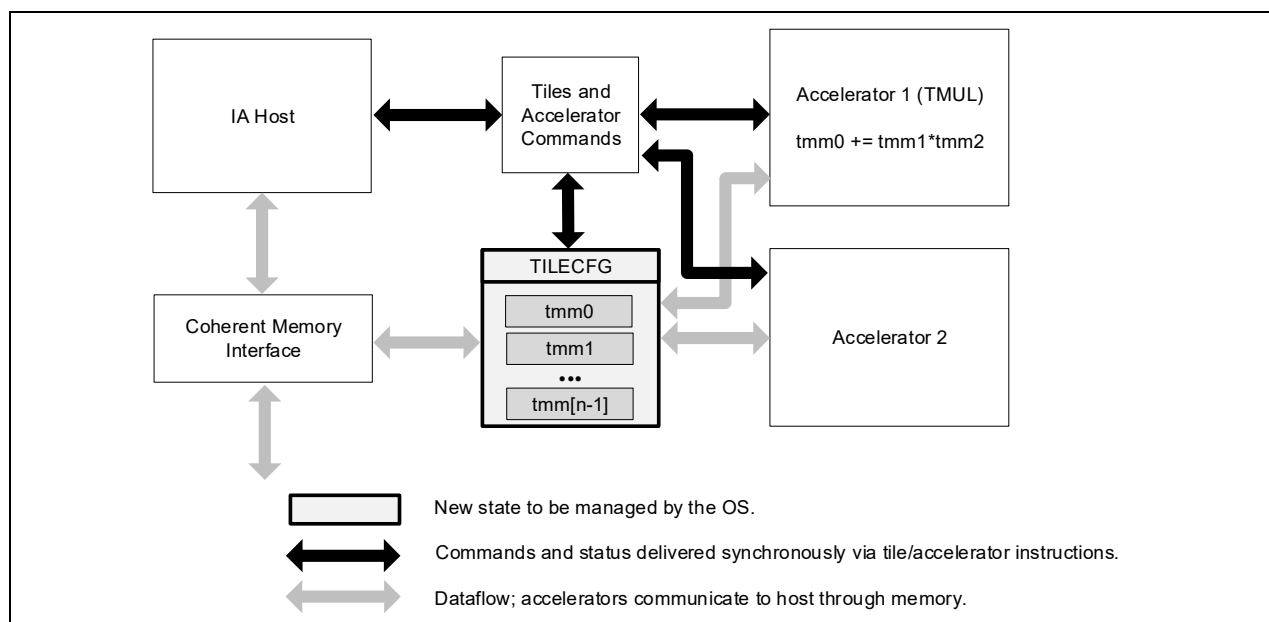 IA Host
Tiles and
Accelerator
Commands
Accelerator 1 (TMUL)
tmm0 += tmm1*tmm2
Coherent Memory
Interface
TILECFG
tmm0
tmm1
•••
tmm[n-1]
Accelerator 2
New state to be managed by the OS.
Commands and status delivered synchronously via tile/accelerator instructions.
Dataflow; accelerators communicate to host through memory.